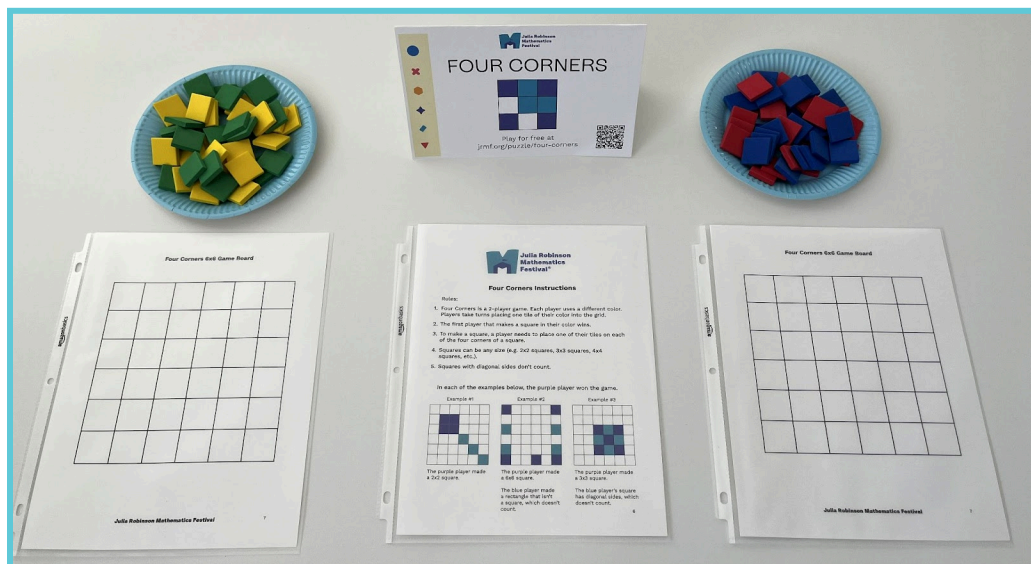 Julia Robinson
Mathematics
Festival
FOUR CORNERS
Play for free at
jrmf.org/puzzle/four-corners
Four Corners 6x6 Game Board
amazonbasics
Julia Robinson Mathematics Festival
7
Julia Robinson
Mathematics
Festival®
Four Corners Instructions
Rules:
1. Four Corners is a 2-player game. Each player uses a different color.
Players take turns placing one tile of their color into the grid.
2. The first player that makes a square in their color wins.
3. To make a square, a player needs to place one of their tiles on each
of the four corners of a square.
4. Squares can be any size (e.g. 2x2 squares, 3x3 squares, 4x4
squares, etc.).
5. Squares with diagonal sides don't count.
In each of the examples below, the purple player won the game.
Example #1
The purple player made
a 2x2 square.
Example #2
The purple player made
a 6x6 square.
The blue player made
a rectangle that isn't
a square, which doesn't
count.
Example #3
The purple player made
a 3x3 square.
The blue player's square
has diagonal sides, which
doesn't count.
6
amazonbasics
Four Corners 6x6 Game Board
amazonbasics
Julia Robinson Mathematics Festival